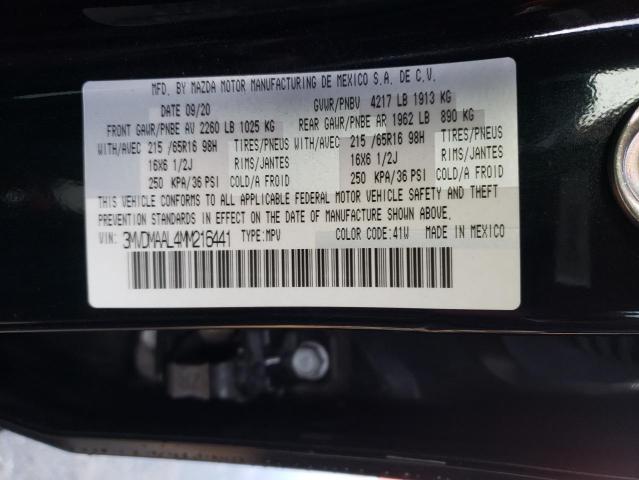 MFD. BY MAZDA MOTOR MANUFACTURING DE MEXICO S.A. DE C.V.
DATE 09/20 GVWR/PNBV 4217 LB 1913 KG
FRONT GAWR/PNBE AV 2260 LB 1025 KG REAR GAWR/PNBE AR 1962 LB 890 KG
WITH/AVEC 215 /65R16 98H TIRES/PNEUS WITH/AVEC 215 /65R16 98H TIRES/PNEUS
16X6 1/2J RIMS/JANTES 16X6 1/2J RIMS/JANTES
250 KPA/36 PSI COLD/A FROID 250 KPA/36 PSI COLD/A FROID
THIS VEHICLE CONFORMS TO ALL APPLICABLE FEDERAL MOTOR VEHICLE SAFETY AND THEFT
PREVENTION STANDARDS IN EFFECT ON THE DATE OF MANUFACTURE SHOWN ABOVE.
VIN: 3MVDMAAL4MM216441 TYPE:MPV COLOR CODE:41W MADE IN MEXICO